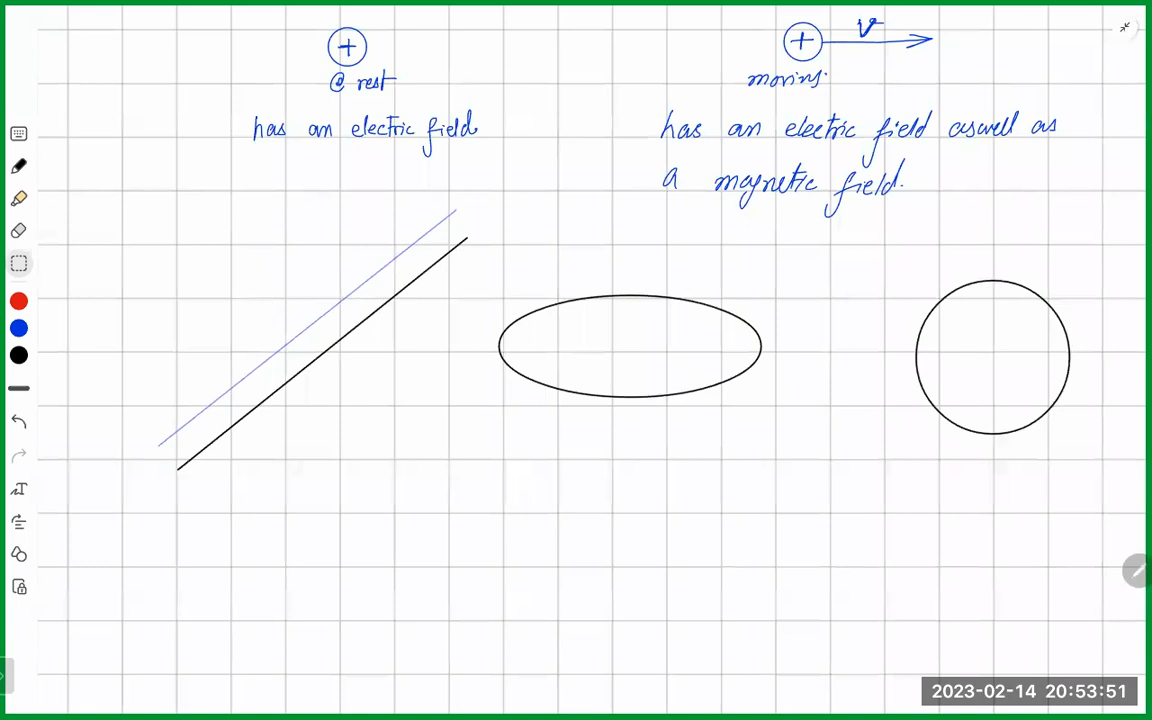 +
+
V
@ rest
moving.
has an electric field.
has an electric field aswell as
a magnetic field.
2023-02-14 20:53:51